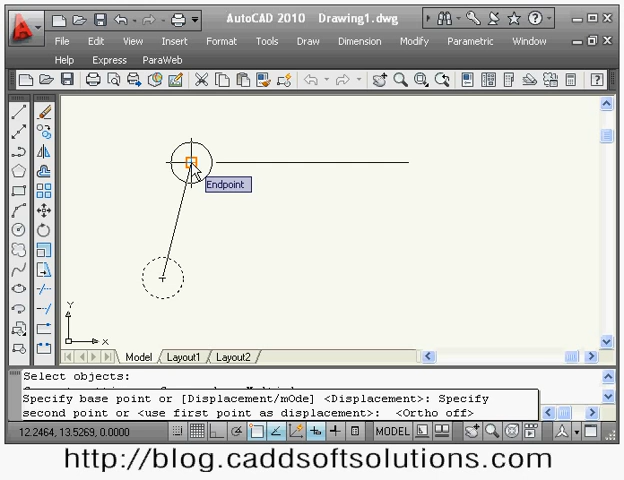 AutoCAD 2010 Drawing1.dwg
File Edit View Insert Format Tools Draw Dimension Modify Parametric Window
Help Express ParaWeb
Endpoint
Y
X
Model Layout1 Layout2
Select objects:
Specify base point or [Displacement/mOde] <Displacement>: Specify
second point or <use first point as displacement>: <Ortho off>
12.2464, 13.5269, 0.0000 MODEL
http://blog.caddsoftsolutions.com